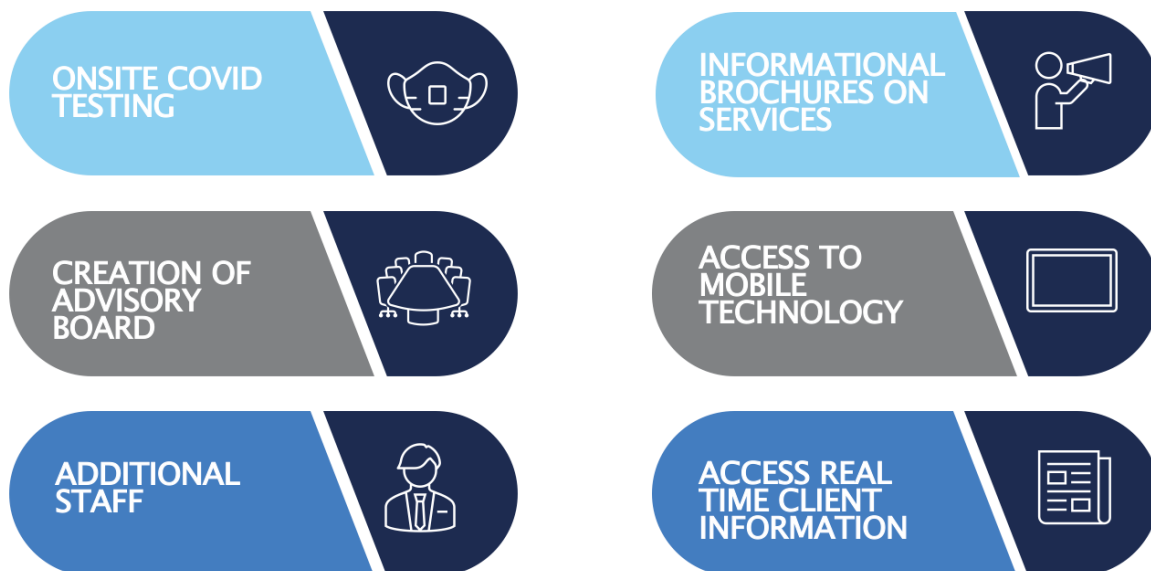 ONSITE COVID
TESTING
INFORMATIONAL
BROCHURES ON
SERVICES
CREATION OF
ADVISORY
BOARD
ACCESS TO
MOBILE
TECHNOLOGY
ADDITIONAL
STAFF
ACCESS REAL
TIME CLIENT
INFORMATION